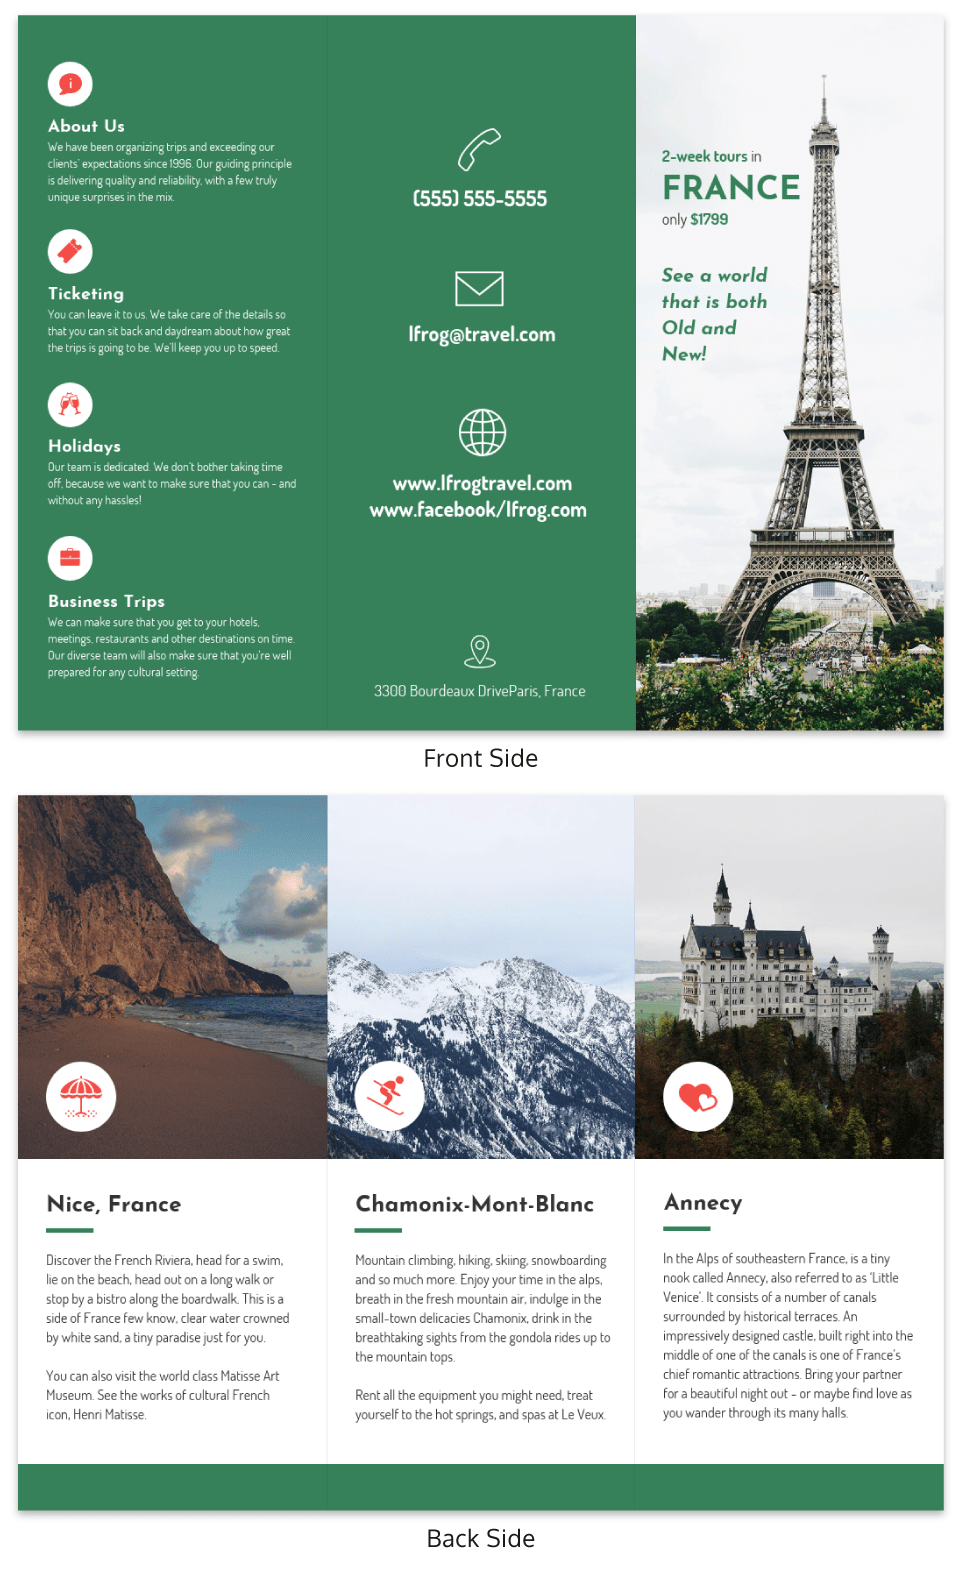 About Us
We have been organizing trips and exceeding our
clients' expectations since 1996. Our guiding principle
is delivering quality and reliability, with a few truly
unique surprises in the mix.
Ticketing
You can leave it to us. We take care of the details so
that you can sit back and daydream about how great
the trips is going to be. We'll keep you up to speed.
Holidays
Our team is dedicated. We don't bother taking time
off, because we want to make sure that you can - and
without any hassles!
Business Trips
We can make sure that you get to your hotels,
meetings, restaurants and other destinations on time.
Our diverse team will also make sure that you're well
prepared for any cultural setting.
(555) 555-5555
lfrog@travel.com
www.lfrogtravel.com
www.facebook/lfrog.com
3300 Bourdeaux DriveParis, France
2-week tours in
FRANCE
only $1799
See a world
that is both
Old and
New!
Front Side
Nice, France
Discover the French Riviera, head for a swim,
lie on the beach, head out on a long walk or
stop by a bistro along the boardwalk. This is a
side of France few know, clear water crowned
by white sand, a tiny paradise just for you.
You can also visit the world class Matisse Art
Museum. See the works of cultural French
icon, Henri Matisse.
Chamonix-Mont-Blanc
Mountain climbing, hiking, skiing, snowboarding
and so much more. Enjoy your time in the alps,
breath in the fresh mountain air, indulge in the
small-town delicacies Chamonix, drink in the
breathtaking sights from the gondola rides up to
the mountain tops.
Rent all the equipment you might need, treat
yourself to the hot springs, and spas at Le Veux.
Annecy
In the Alps of southeastern France, is a tiny
nook called Annecy, also referred to as 'Little
Venice'. It consists of a number of canals
surrounded by historical terraces. An
impressively designed castle, built right into the
middle of one of the canals is one of France's
chief romantic attractions. Bring your partner
for a beautiful night out - or maybe find love as
you wander through its many halls.
Back Side